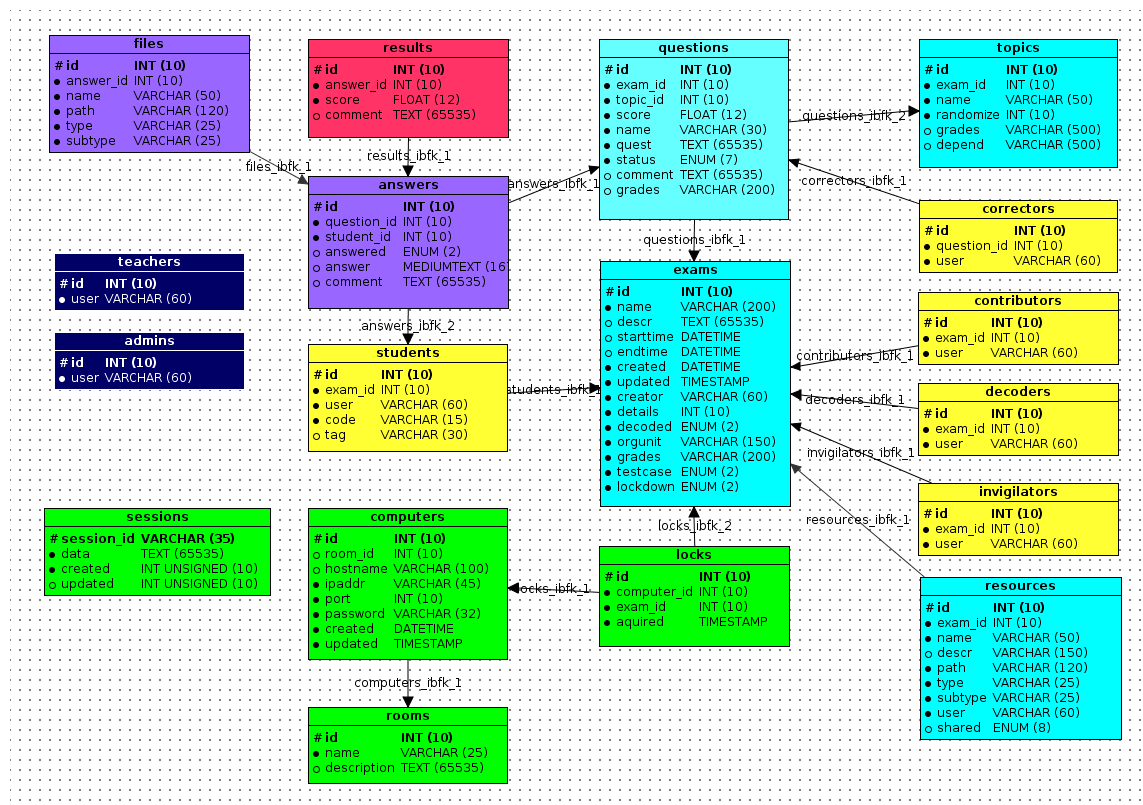 files
# id INT (10)
answer_id INT (10)
name VARCHAR (50)
path VARCHAR (120)
type VARCHAR (25)
subtype VARCHAR (25)
results
# id INT (10)
answer_id INT (10)
score FLOAT (12)
comment TEXT (65535)
questions
# id INT (10)
exam_id INT (10)
topic_id INT (10)
score FLOAT (12)
name VARCHAR (30)
quest TEXT (65535)
status ENUM (7)
comment TEXT (65535)
grades VARCHAR (200)
topics
# id INT (10)
exam_id INT (10)
name VARCHAR (50)
randomize INT (10)
grades VARCHAR (500)
depend VARCHAR (500)
questions_ibfk_2
files_ibfk_1
results_ibfk_1
answers_ibfk_1
correctors_ibfk_1
answers
# id INT (10)
question_id INT (10)
student_id INT (10)
answered ENUM (2)
answer MEDIUMTEXT (16
comment TEXT (65535)
correctors
# id INT (10)
question_id INT (10)
user VARCHAR (60)
questions_ibfk_1
teachers
# id INT (10)
user VARCHAR (60)
exams
# id INT (10)
name VARCHAR (200)
descr TEXT (65535)
starttime DATETIME
endtime DATETIME
created DATETIME
updated TIMESTAMP
creator VARCHAR (60)
details INT (10)
decoded ENUM (2)
orgunit VARCHAR (150)
grades VARCHAR (200)
testcase ENUM (2)
lockdown ENUM (2)
contributors
# id INT (10)
exam_id INT (10)
user VARCHAR (60)
answers_ibfk_2
contributors_ibfk_1
admins
# id INT (10)
user VARCHAR (60)
students
# id INT (10)
exam_id INT (10)
user VARCHAR (60)
code VARCHAR (15)
tag VARCHAR (30)
students_ibfk_1
decoders_ibfk_1
decoders
# id INT (10)
exam_id INT (10)
user VARCHAR (60)
invigilators_ibfk_1
invigilators
# id INT (10)
exam_id INT (10)
user VARCHAR (60)
resources_ibfk_1
locks_ibfk_2
sessions
# session_id VARCHAR (35)
data TEXT (65535)
created INT UNSIGNED (10)
updated INT UNSIGNED (10)
computers
# id INT (10)
room_id INT (10)
hostname VARCHAR (100)
ipaddr VARCHAR (45)
port INT (10)
password VARCHAR (32)
created DATETIME
updated TIMESTAMP
locks_ibfk_1
locks
# id INT (10)
computer_id INT (10)
exam_id INT (10)
aquired TIMESTAMP
resources
# id INT (10)
exam_id INT (10)
name VARCHAR (50)
descr VARCHAR (150)
path VARCHAR (120)
type VARCHAR (25)
subtype VARCHAR (25)
user VARCHAR (60)
shared ENUM (8)
computers_ibfk_1
rooms
# id INT (10)
name VARCHAR (25)
description TEXT (65535)